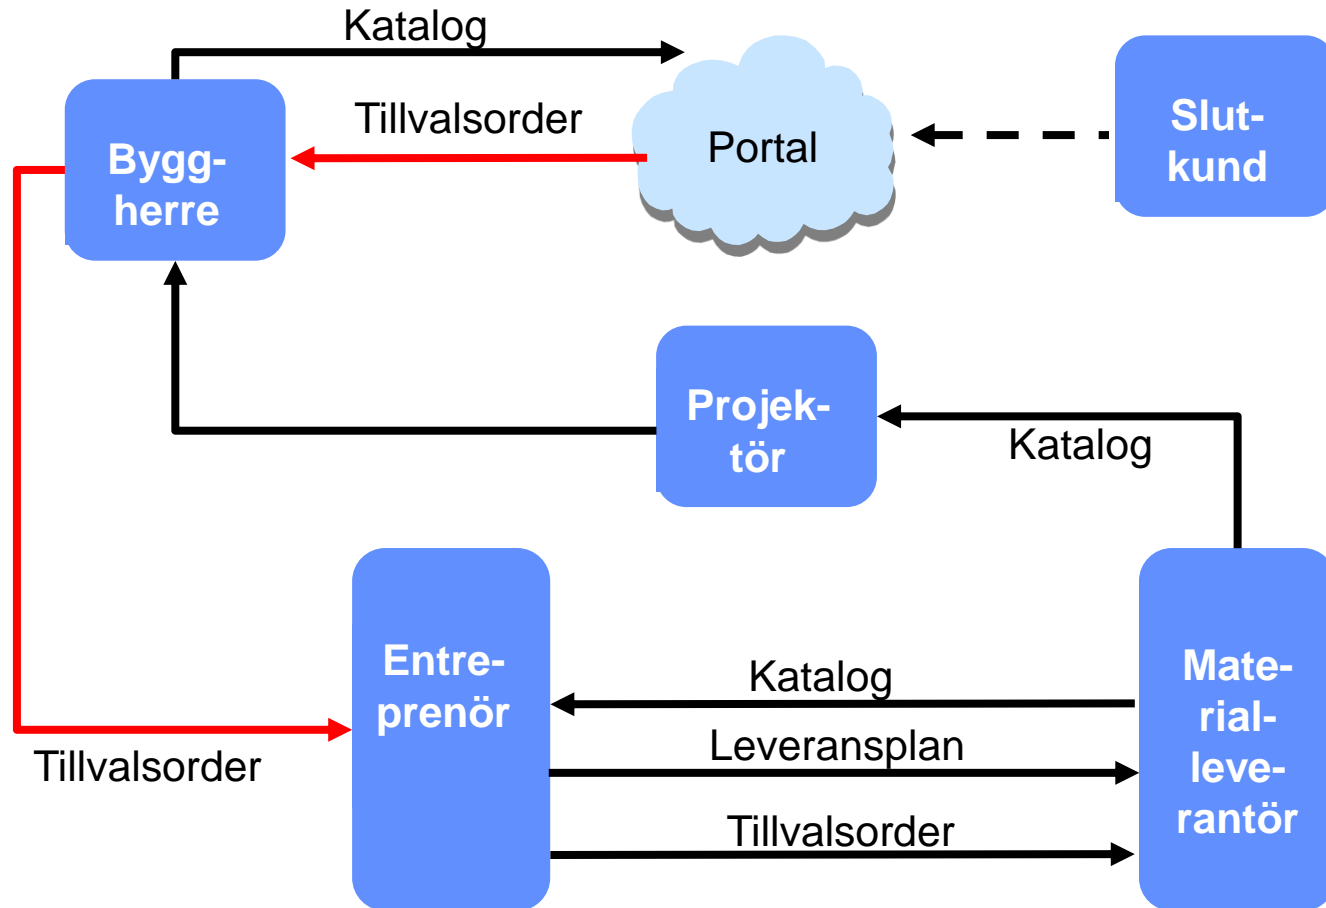 Katalog
Tillvalsorder
Portal
Slut-
kund
Bygg-
herre
Projek-
tör
Katalog
Entre-
prenör
Katalog
Leveransplan
Tillvalsorder
Mate-
rial-
leve-
rantör
Tillvalsorder